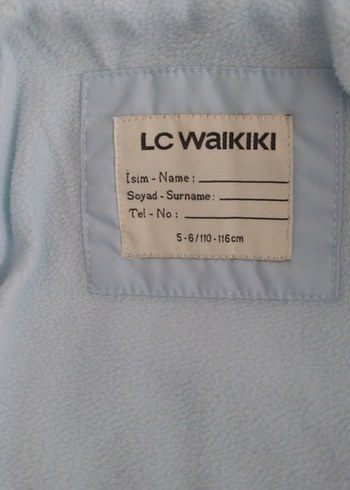 LC WAIKIKI
İsim - Name :
Soyad - Surname :
Tel - No :
5-6/110-116cm